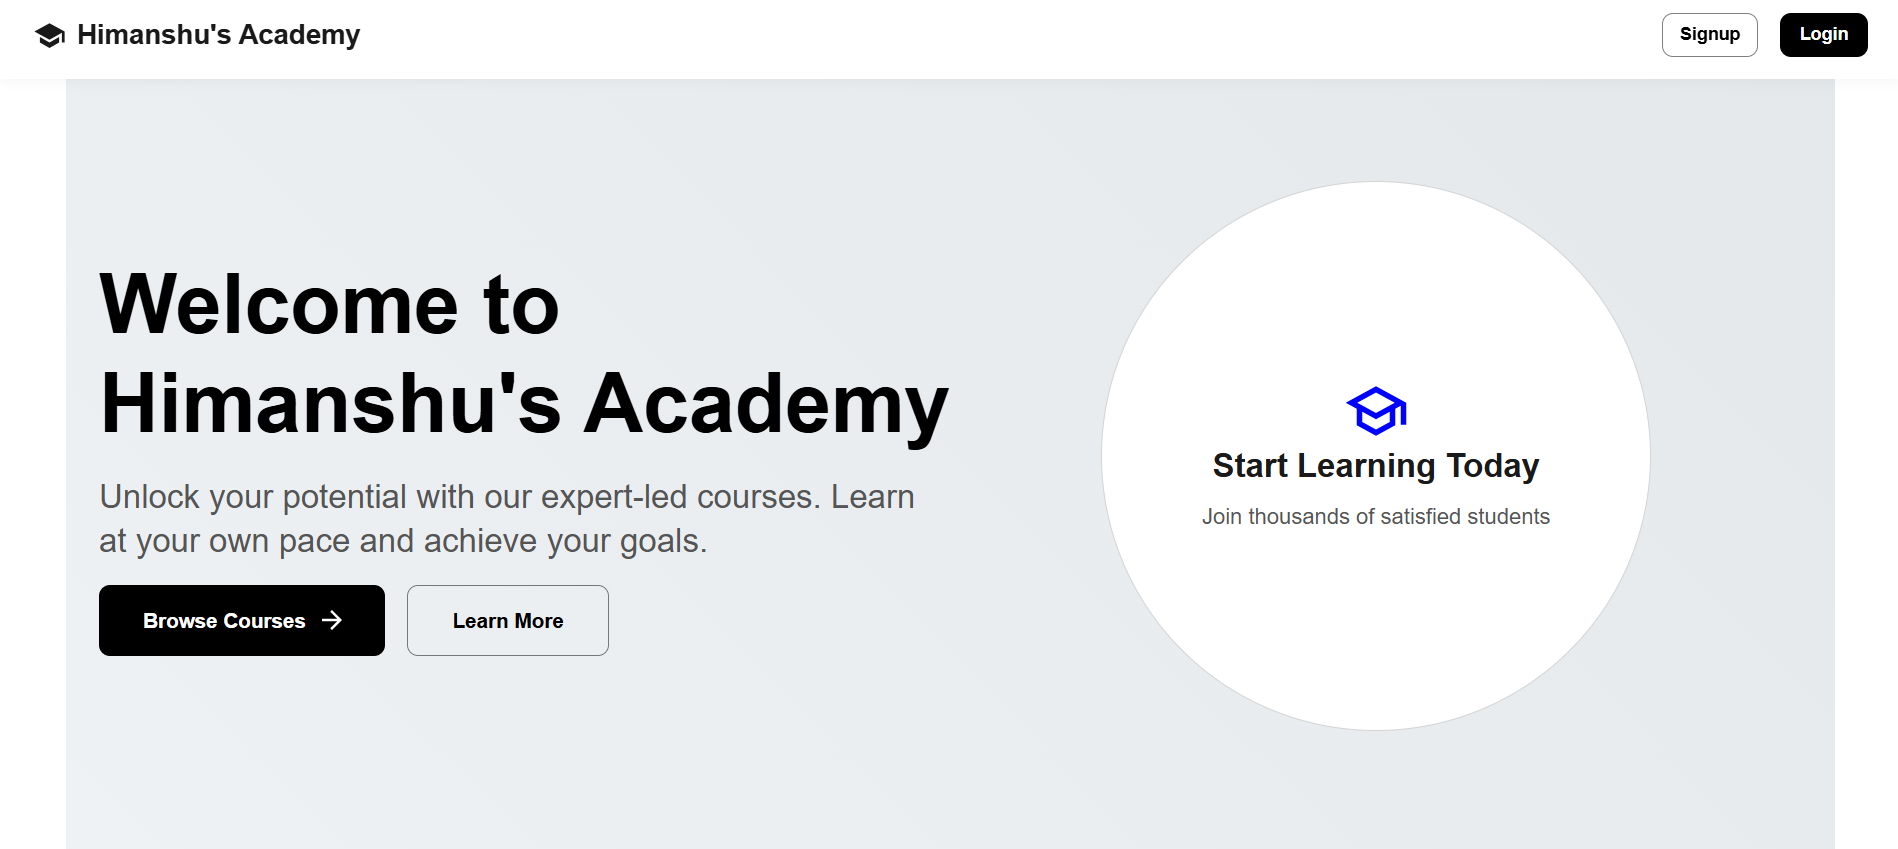 Himanshu's Academy
Signup
Login
Welcome to
Himanshu's Academy
Unlock your potential with our expert-led courses. Learn
at your own pace and achieve your goals.
Browse Courses
Learn More
Start Learning Today
Join thousands of satisfied students